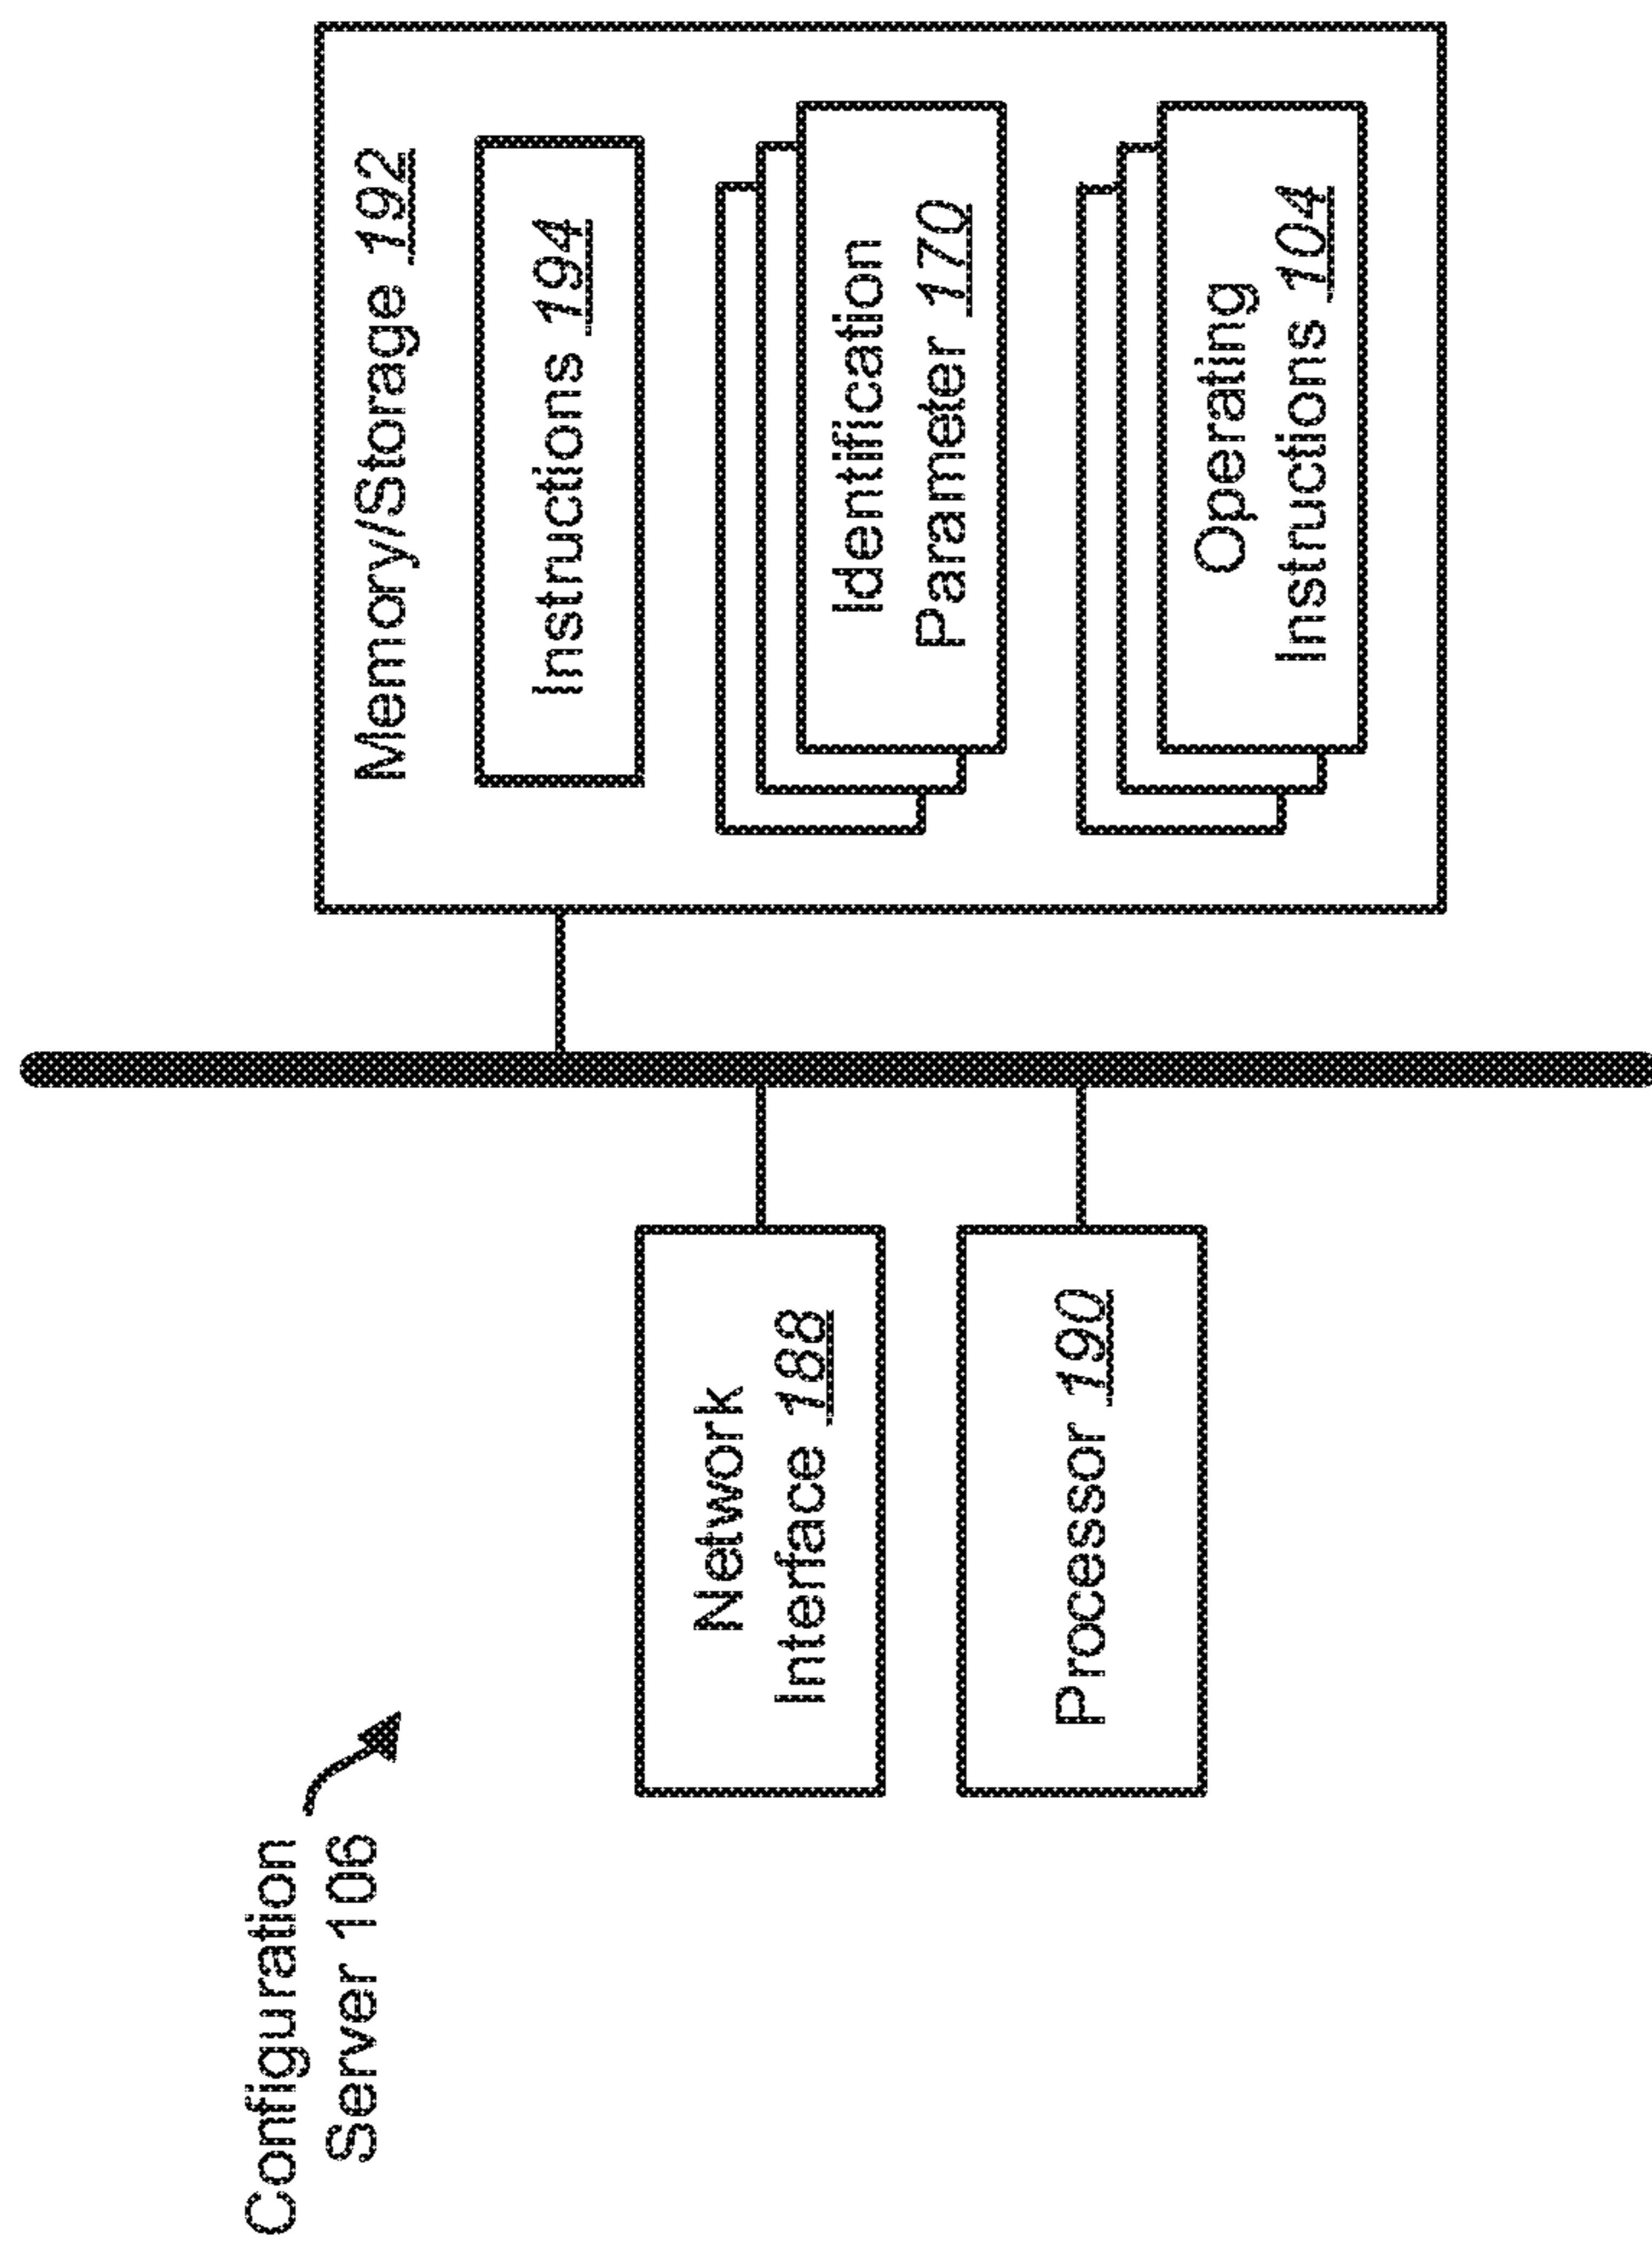 Configuration
Server 106
Network
Interface 188
Processor 190
Memory/Storage 192
Instructions 194
Identification
Parameter 170
Operating
Instructions 104